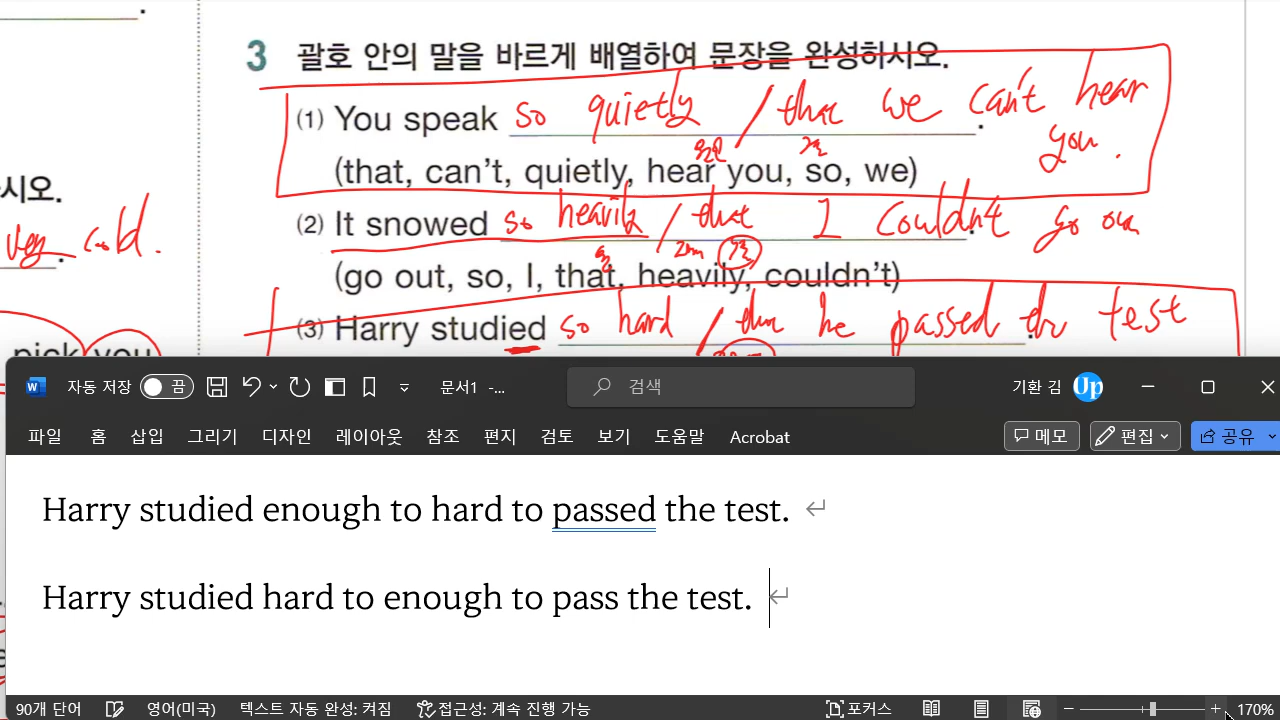 3 괄호 안의 말을 바르게 배열하여 문장을 완성하시오.
(1) You speak so quietly / that we can't hear you.
(that, can't, quietly, hear you, so, we)
시오.
(2) It snowed so heavily / that I couldn't go out
cold.
(go out, so, I, that, heavily, couldn't)
(3) Harry studied so hard / that he passed the test
pick you
자동 저장 끔 문서1 -... 검색 기환 김
파일 홈 삽입 그리기 디자인 레이아웃 참조 편지 검토 보기 도움말 Acrobat 메모 편집 공유
Harry studied enough to hard to passed the test.
Harry studied hard to enough to pass the test.
90개 단어 영어(미국) 텍스트 자동 완성: 켜짐 접근성: 계속 진행 가능 포커스 170%